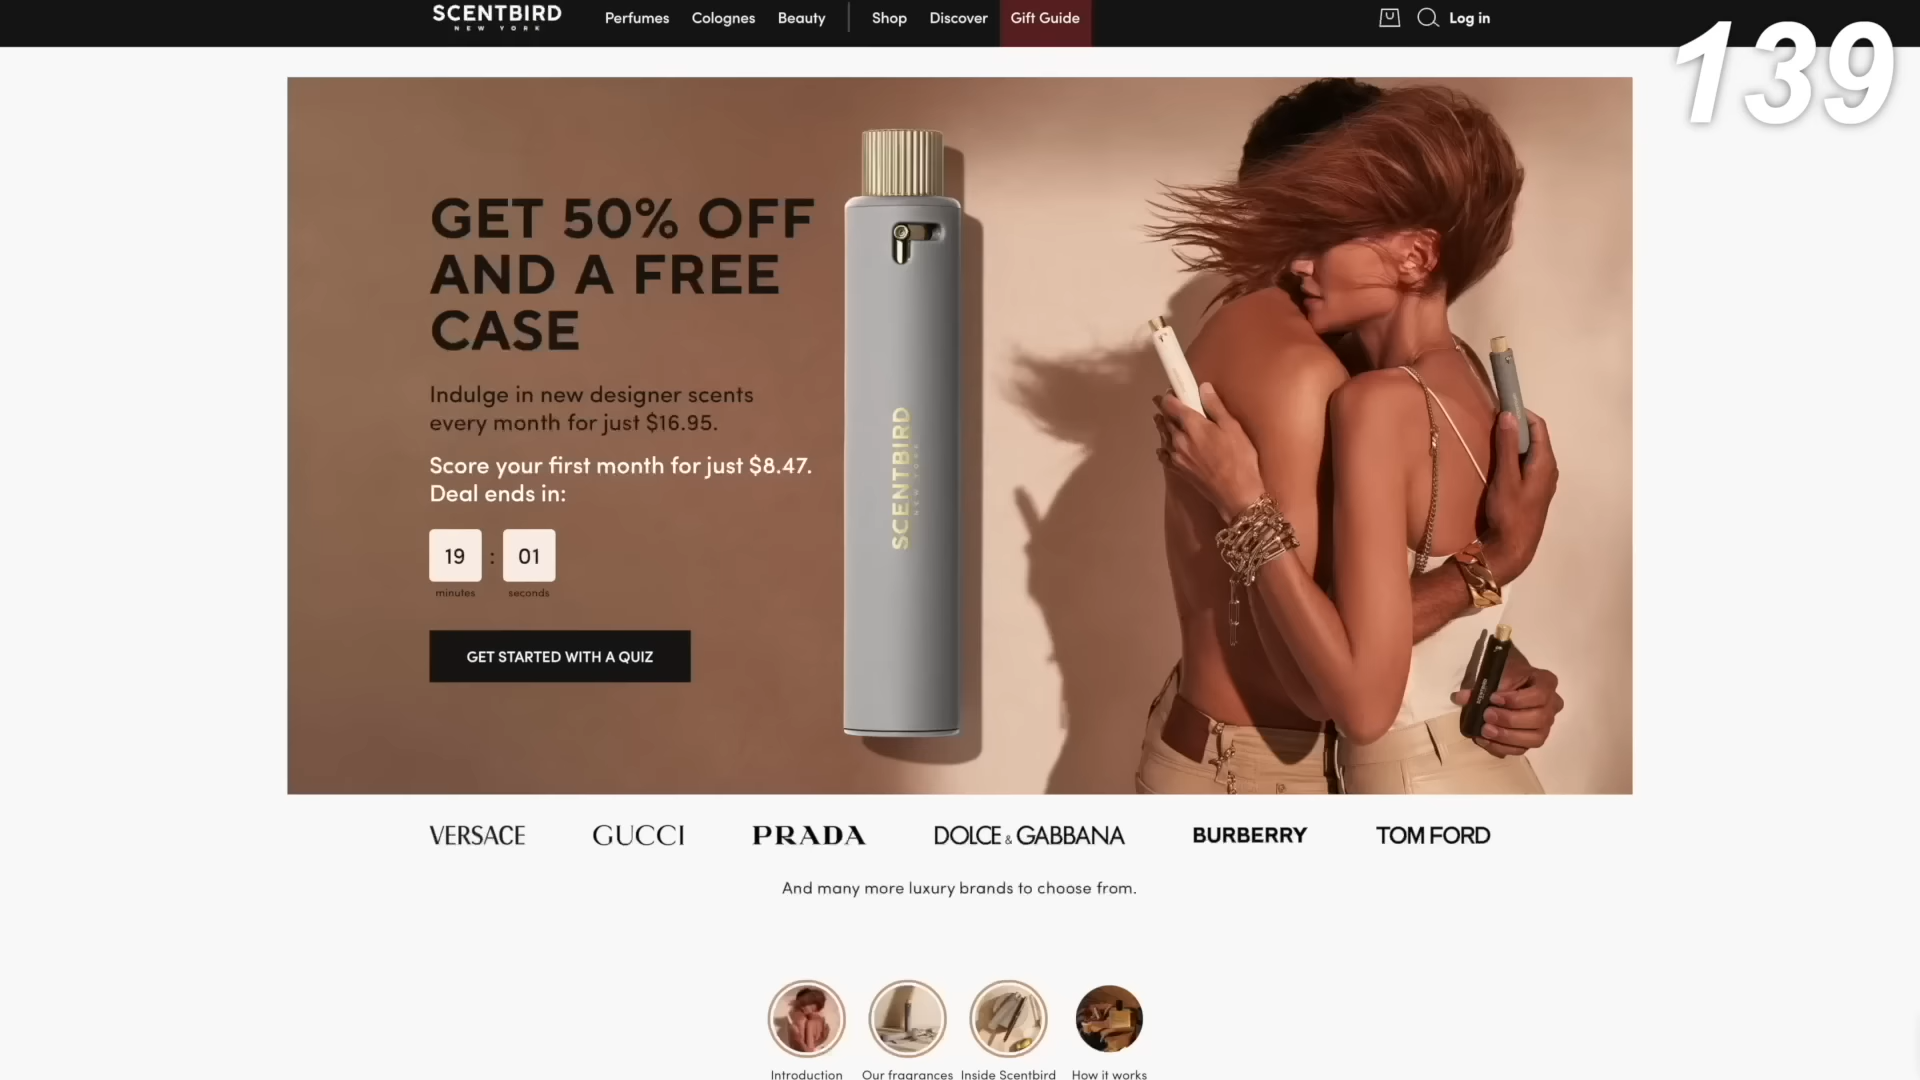 SCENTBIRD
NEW YORK
Perfumes
Colognes
Beauty
Shop
Discover
Gift Guide
Log in
139
GET 50% OFF
AND A FREE
CASE
Indulge in new designer scents
every month for just $16.95.
Score your first month for just $8.47.
Deal ends in:
19 : 01
minutes seconds
GET STARTED WITH A QUIZ
SCENTBIRD
NEW YORK
VERSACE
GUCCI
PRADA
DOLCE & GABBANA
BURBERRY
TOM FORD
And many more luxury brands to choose from.
Introduction
Our fragrances
Inside Scentbird
How it works